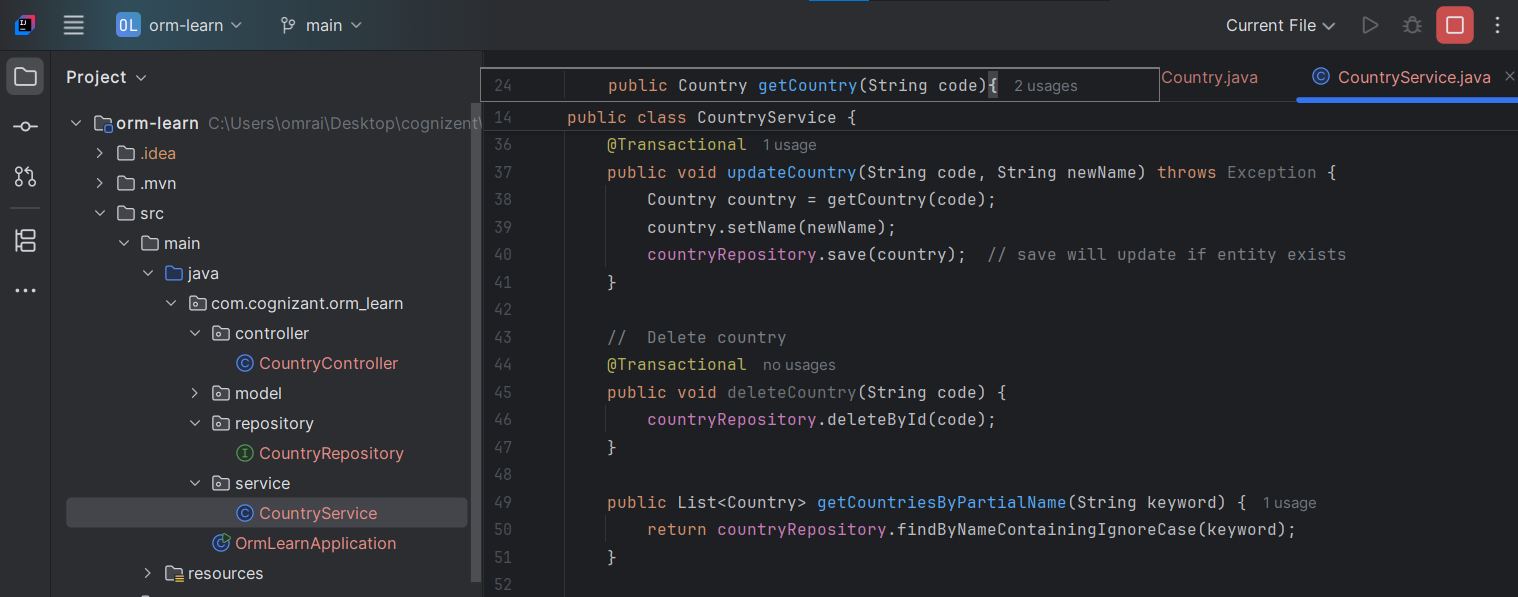 OL orm-learn main Current File
Project
Country.java CountryService.java
24 public Country getCountry(String code){ 2 usages
orm-learn C:\Users\omrai\Desktop\cognizent\
.idea
.mvn
src
main
java
com.cognizant.orm_learn
controller
CountryController
model
repository
CountryRepository
service
CountryService
OrmLearnApplication
resources
14 public class CountryService {
36 @Transactional 1 usage
37 public void updateCountry(String code, String newName) throws Exception {
38 Country country = getCountry(code);
39 country.setName(newName);
40 countryRepository.save(country); // save will update if entity exists
41 }
42
43 // Delete country
44 @Transactional no usages
45 public void deleteCountry(String code) {
46 countryRepository.deleteById(code);
47 }
48
49 public List<Country> getCountriesByPartialName(String keyword) { 1 usage
50 return countryRepository.findByNameContainingIgnoreCase(keyword);
51 }
52